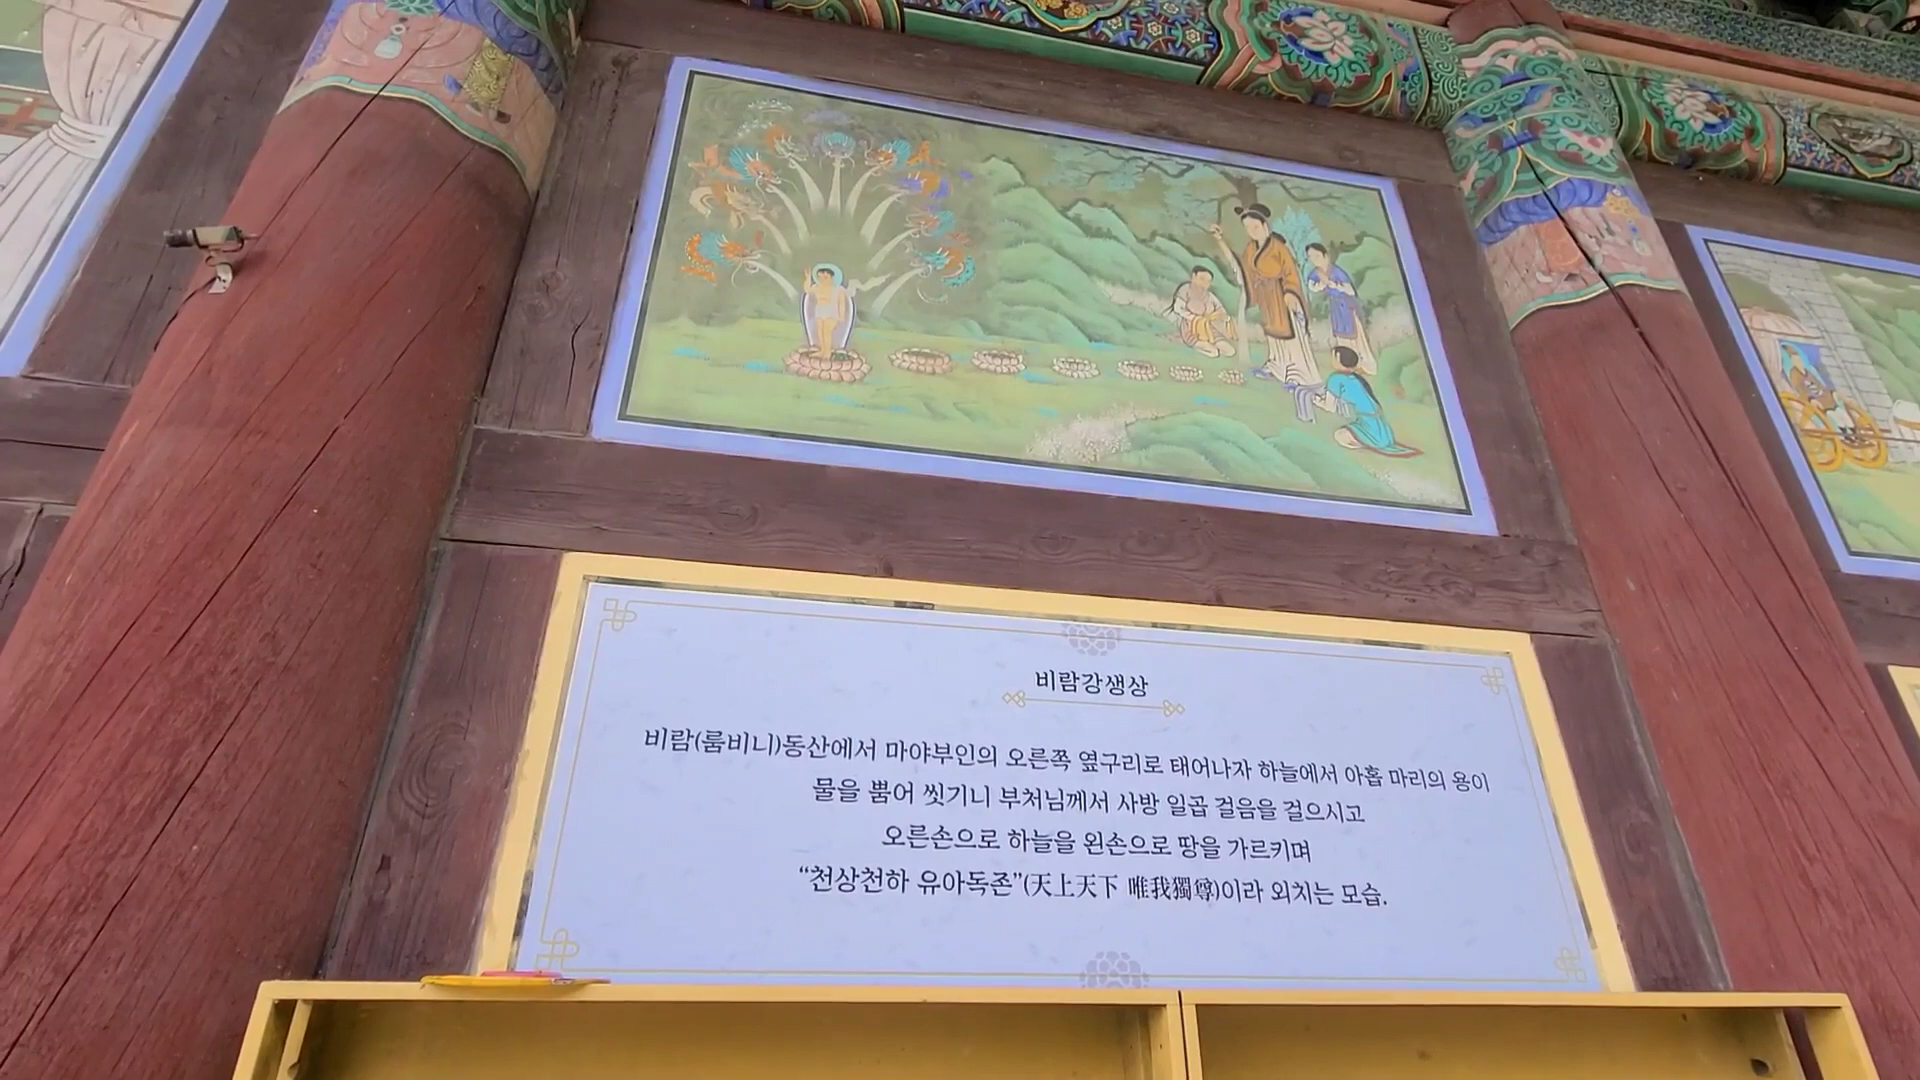 비람강생상
비람(룸비니)동산에서 마야부인의 오른쪽 옆구리로 태어나자 하늘에서 아홉 마리의 용이
물을 뿜어 씻기니 부처님께서 사방 일곱 걸음을 걸으시고
오른손으로 하늘을 왼손으로 땅을 가르키며
“천상천하 유아독존”(天上天下 唯我獨尊)이라 외치는 모습.